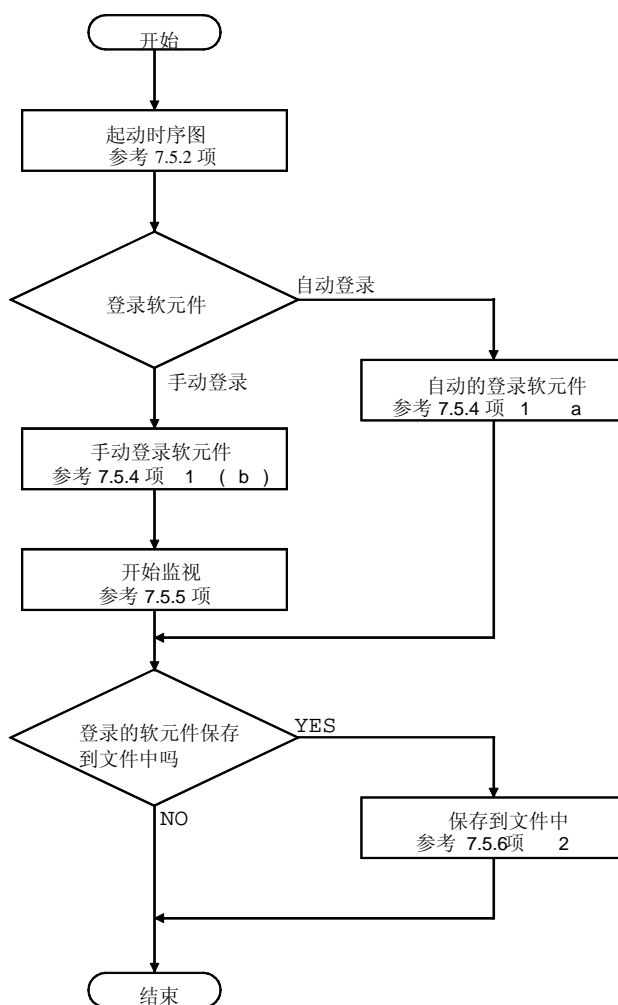 开始
起动时序图
参考 7.5.2 项
登录软元件
自动登录
手动登录
自动的登录软元件
参考 7.5.4 项 1 a
手动登录软元件
参考 7.5.4 项 1 ( b )
开始监视
参考 7.5.5 项
登录的软元件保存
到文件中吗
YES
NO
保存到文件中
参考 7.5.6项 2
结束